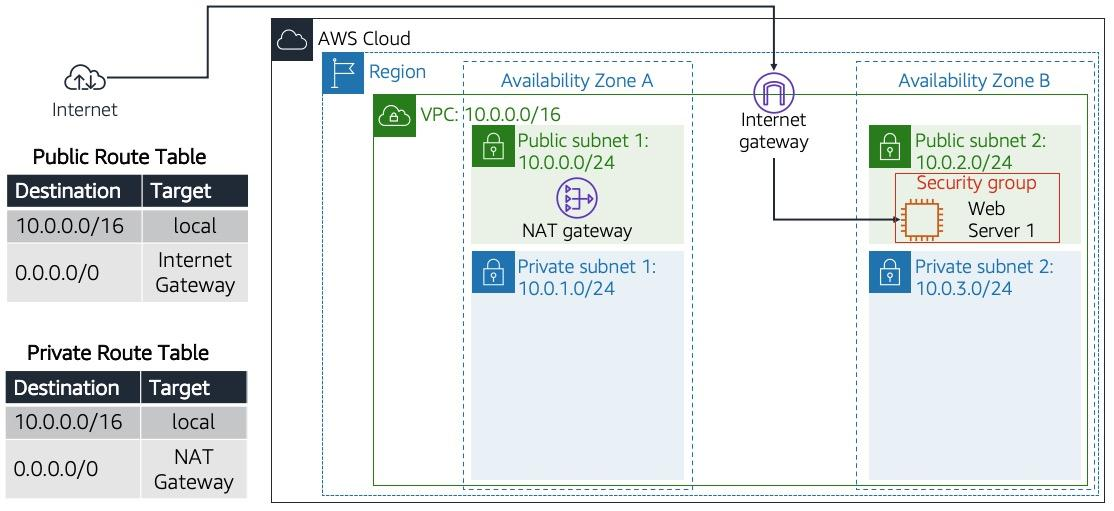 AWS Cloud
Region
Availability Zone A
Availability Zone B
Internet
VPC: 10.0.0.0/16
Internet
gateway
Public subnet 1:
10.0.0.0/24
NAT gateway
Public subnet 2:
10.0.2.0/24
Security group
Web
Server 1
Private subnet 1:
10.0.1.0/24
Private subnet 2:
10.0.3.0/24
Public Route Table
Destination Target
10.0.0.0/16 local
0.0.0.0/0 Internet
Gateway
Private Route Table
Destination Target
10.0.0.0/16 local
0.0.0.0/0 NAT
Gateway